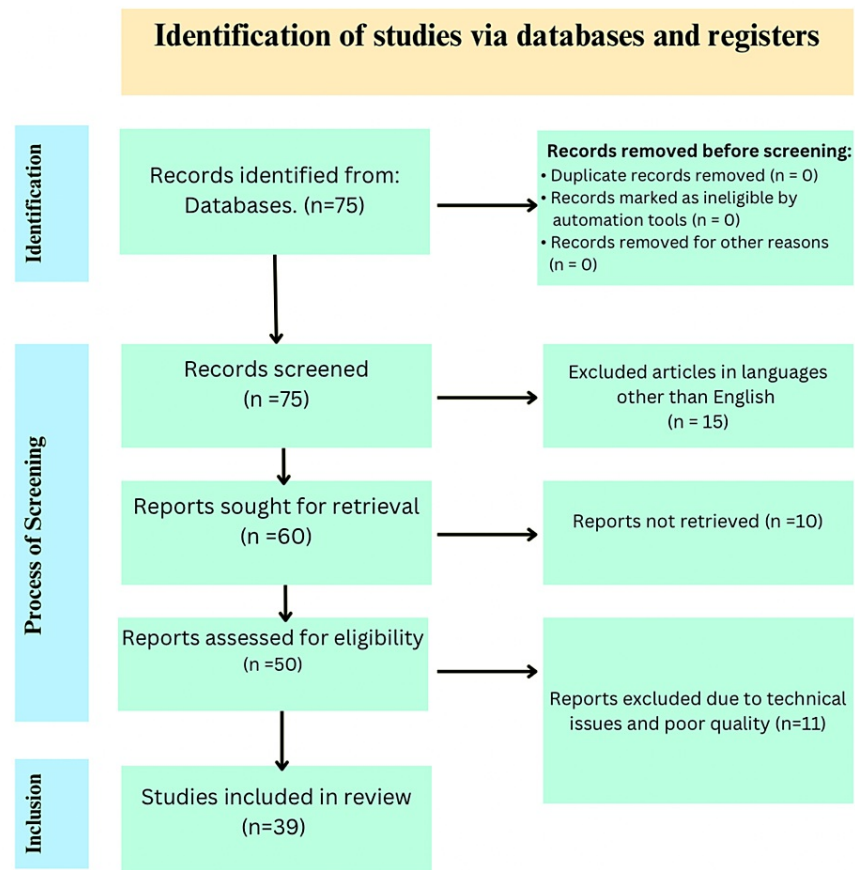 Identification of studies via databases and registers
Identification
Records identified from:
Databases. (n=75)
Records removed before screening:
• Duplicate records removed (n = 0)
• Records marked as ineligible by
automation tools (n = 0)
• Records removed for other reasons
(n = 0)
Process of Screening
Records screened
(n =75)
Excluded articles in languages
other than English
(n = 15)
Reports sought for retrieval
(n =60)
Reports not retrieved (n =10)
Reports assessed for eligibility
(n =50)
Reports excluded due to technical
issues and poor quality (n=11)
Inclusion
Studies included in review
(n=39)